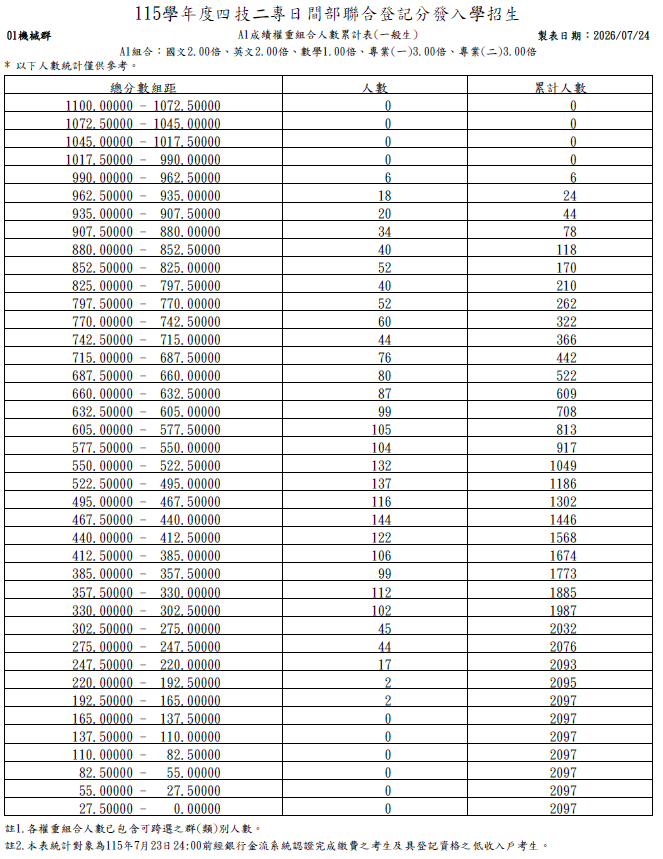 115學年度四技二專日間部聯合登記分發入學招生
01機械群 A1成績權重組合人數累計表(一般生) 製表日期：2026/07/24
A1組合：國文2.00倍、英文2.00倍、數學1.00倍、專業(一)3.00倍、專業(二)3.00倍
* 以下人數統計僅供參考。
總分數組距 人數 累計人數
1100.00000 - 1072.50000 0 0
1072.50000 - 1045.00000 0 0
1045.00000 - 1017.50000 0 0
1017.50000 - 990.00000 0 0
990.00000 - 962.50000 6 6
962.50000 - 935.00000 18 24
935.00000 - 907.50000 20 44
907.50000 - 880.00000 34 78
880.00000 - 852.50000 40 118
852.50000 - 825.00000 52 170
825.00000 - 797.50000 40 210
797.50000 - 770.00000 52 262
770.00000 - 742.50000 60 322
742.50000 - 715.00000 44 366
715.00000 - 687.50000 76 442
687.50000 - 660.00000 80 522
660.00000 - 632.50000 87 609
632.50000 - 605.00000 99 708
605.00000 - 577.50000 105 813
577.50000 - 550.00000 104 917
550.00000 - 522.50000 132 1049
522.50000 - 495.00000 137 1186
495.00000 - 467.50000 116 1302
467.50000 - 440.00000 144 1446
440.00000 - 412.50000 122 1568
412.50000 - 385.00000 106 1674
385.00000 - 357.50000 99 1773
357.50000 - 330.00000 112 1885
330.00000 - 302.50000 102 1987
302.50000 - 275.00000 45 2032
275.00000 - 247.50000 44 2076
247.50000 - 220.00000 17 2093
220.00000 - 192.50000 2 2095
192.50000 - 165.00000 2 2097
165.00000 - 137.50000 0 2097
137.50000 - 110.00000 0 2097
110.00000 - 82.50000 0 2097
82.50000 - 55.00000 0 2097
55.00000 - 27.50000 0 2097
27.50000 - 0.00000 0 2097
註1.各權重組合人數已包含可跨選之群(類)別人數。
註2.本表統計對象為115年7月23日24:00前經銀行金流系統認證完成繳費之考生及具登記資格之低收入戶考生。